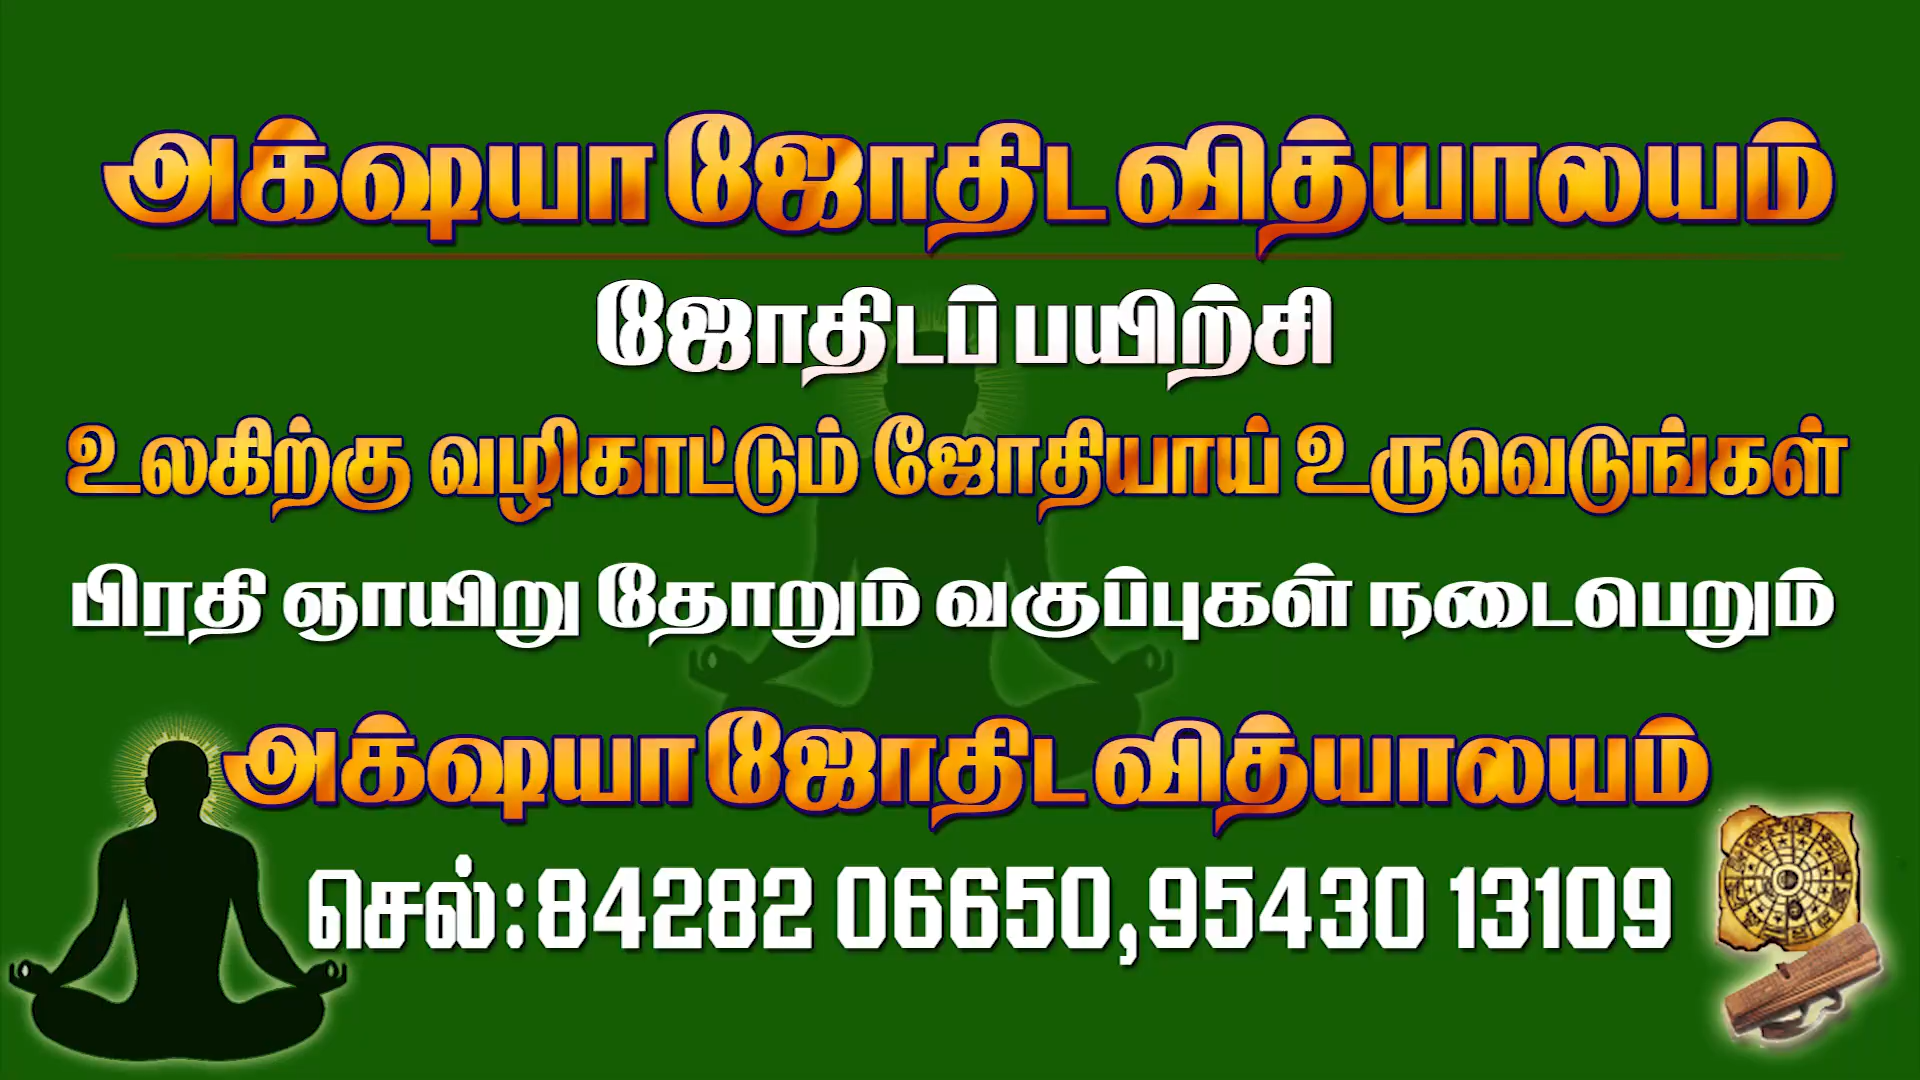 அக்ஷயா ஜோதிட வித்யாலயம்
ஜோதிடப் பயிற்சி
உலகிற்கு வழிகாட்டும் ஜோதியாய் உருவெடுங்கள்
பிரதி ஞாயிறு தோறும் வகுப்புகள் நடைபெறும்
அக்ஷயா ஜோதிட வித்யாலயம்
செல்:84282 06650,95430 13109